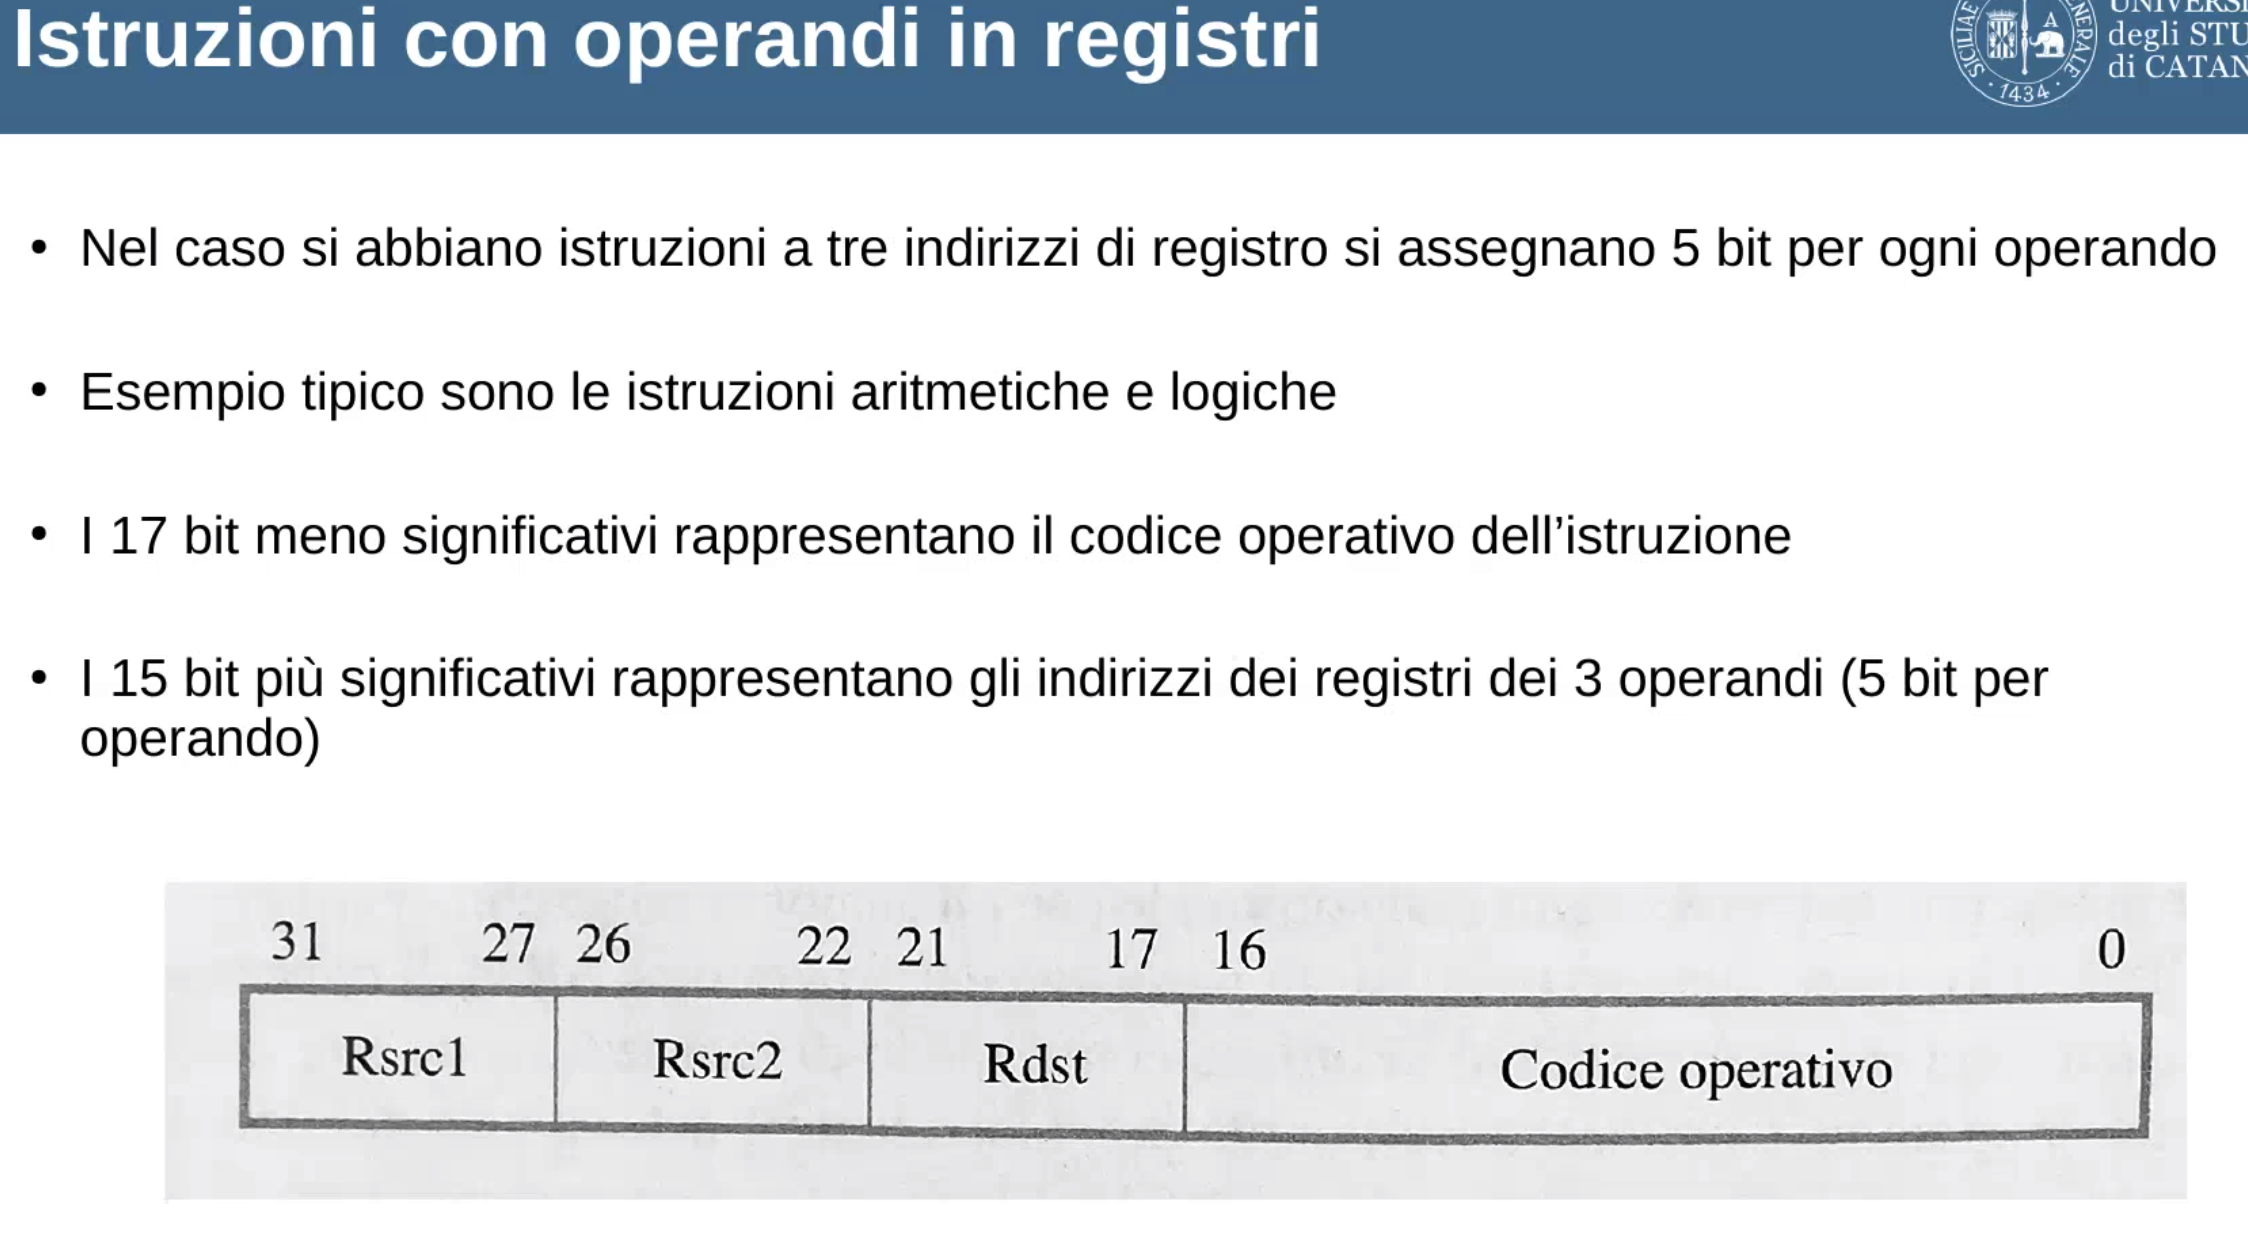 Istruzioni con operandi in registri
degli STU
di CATAN
SICILIAE
1434
• Nel caso si abbiano istruzioni a tre indirizzi di registro si assegnano 5 bit per ogni operando
• Esempio tipico sono le istruzioni aritmetiche e logiche
• I 17 bit meno significativi rappresentano il codice operativo dell’istruzione
• I 15 bit più significativi rappresentano gli indirizzi dei registri dei 3 operandi (5 bit per
operando)
31 27 26 22 21 17 16 0
Rsrc1 Rsrc2 Rdst Codice operativo